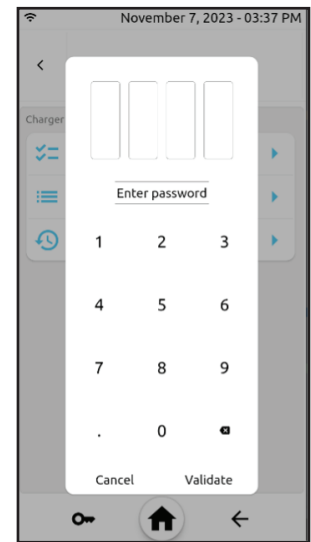 November 7, 2023 - 03:37 PM
Charger
Enter password
1 2 3
4 5 6
7 8 9
. 0
Cancel Validate